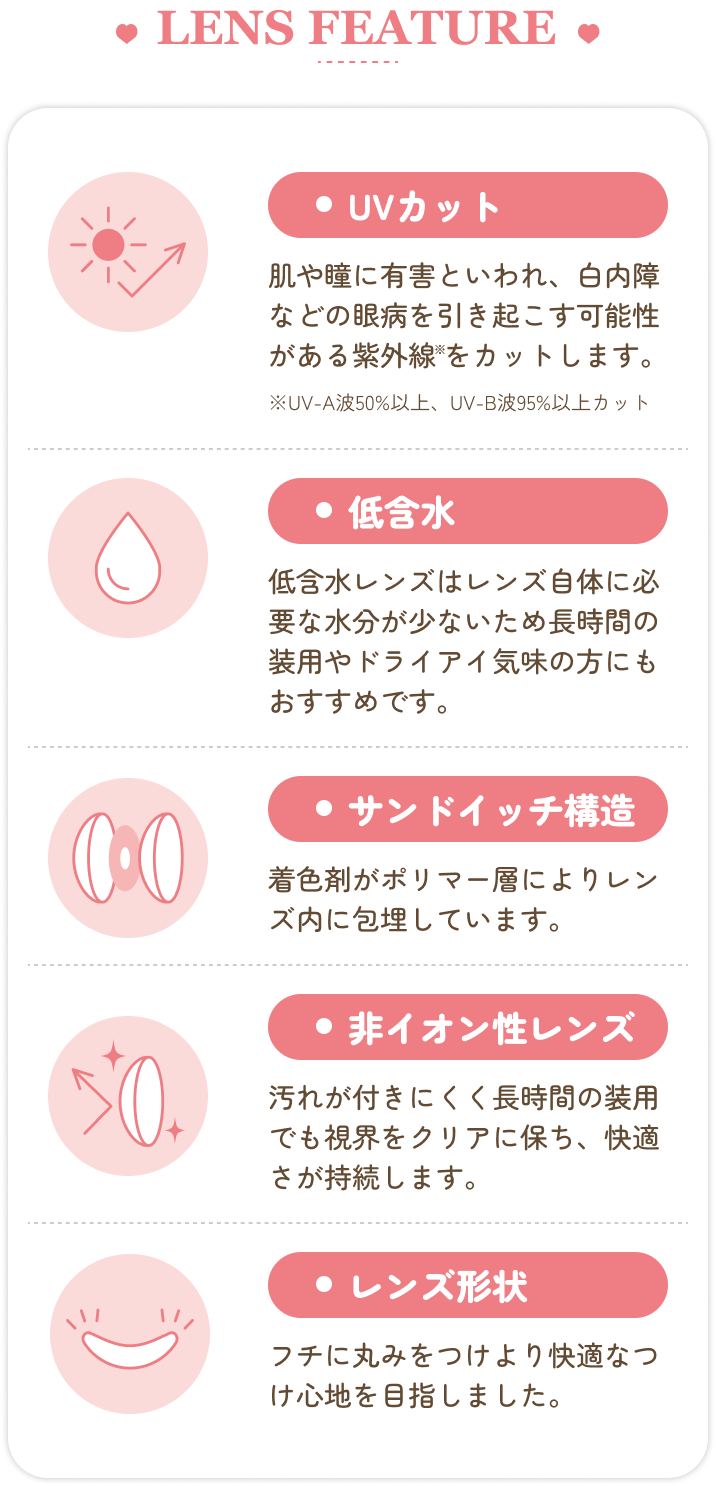 LENS FEATURE
UVカット
肌や瞳に有害といわれ、白内障
などの眼病を引き起こす可能性
がある紫外線※をカットします。
※UV-A波50%以上、UV-B波95%以上カット
低含水
低含水レンズはレンズ自体に必
要な水分が少ないため長時間の
装用やドライアイ気味の方にも
おすすめです。
サンドイッチ構造
着色剤がポリマー層によりレン
ズ内に包埋しています。
非イオン性レンズ
汚れが付きにくく長時間の装用
でも視界をクリアに保ち、快適
さが持続します。
レンズ形状
フチに丸みをつけより快適なつ
け心地を目指しました。